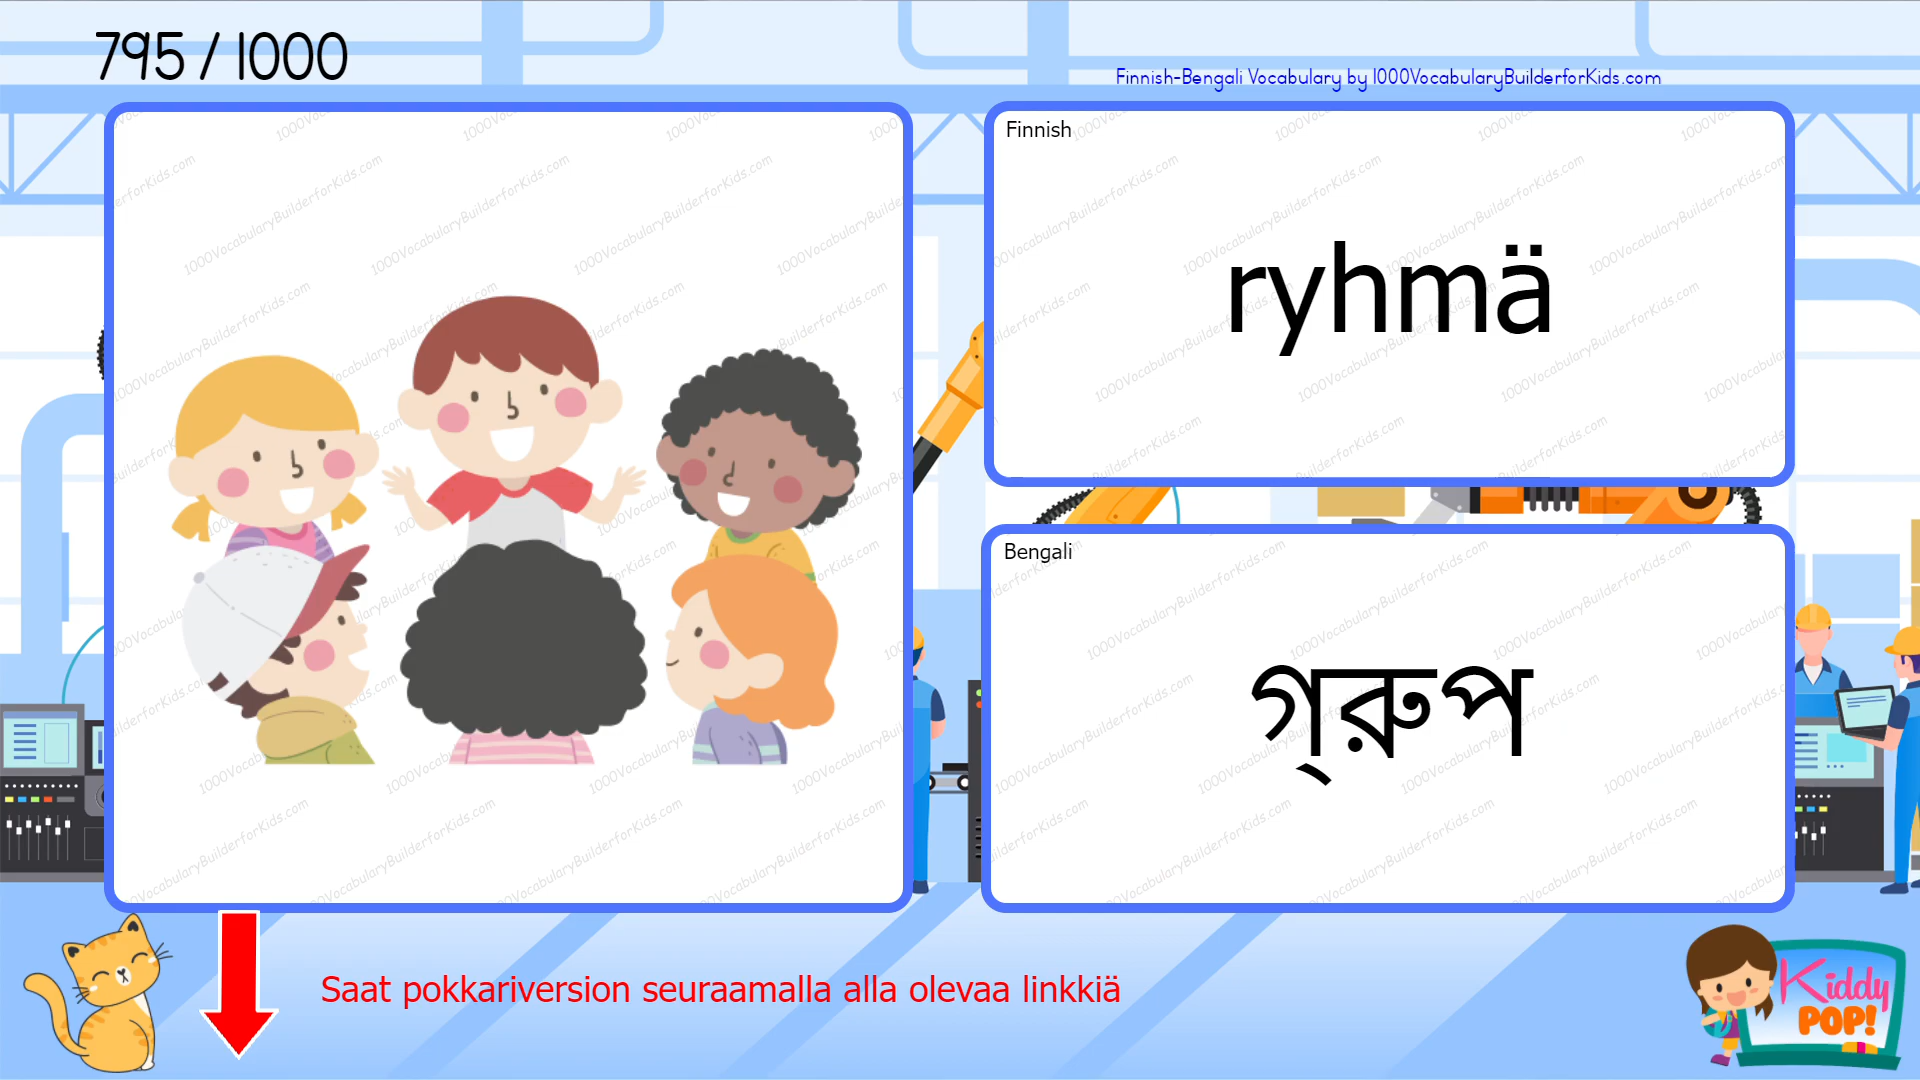 795 / 1000
Finnish-Bengali Vocabulary by 1000VocabularyBuilderforKids.com
Finnish
ryhmä
Bengali
গ্‌রুপ
Saat pokkariversion seuraamalla alla olevaa linkkiä
Kiddy
POP!